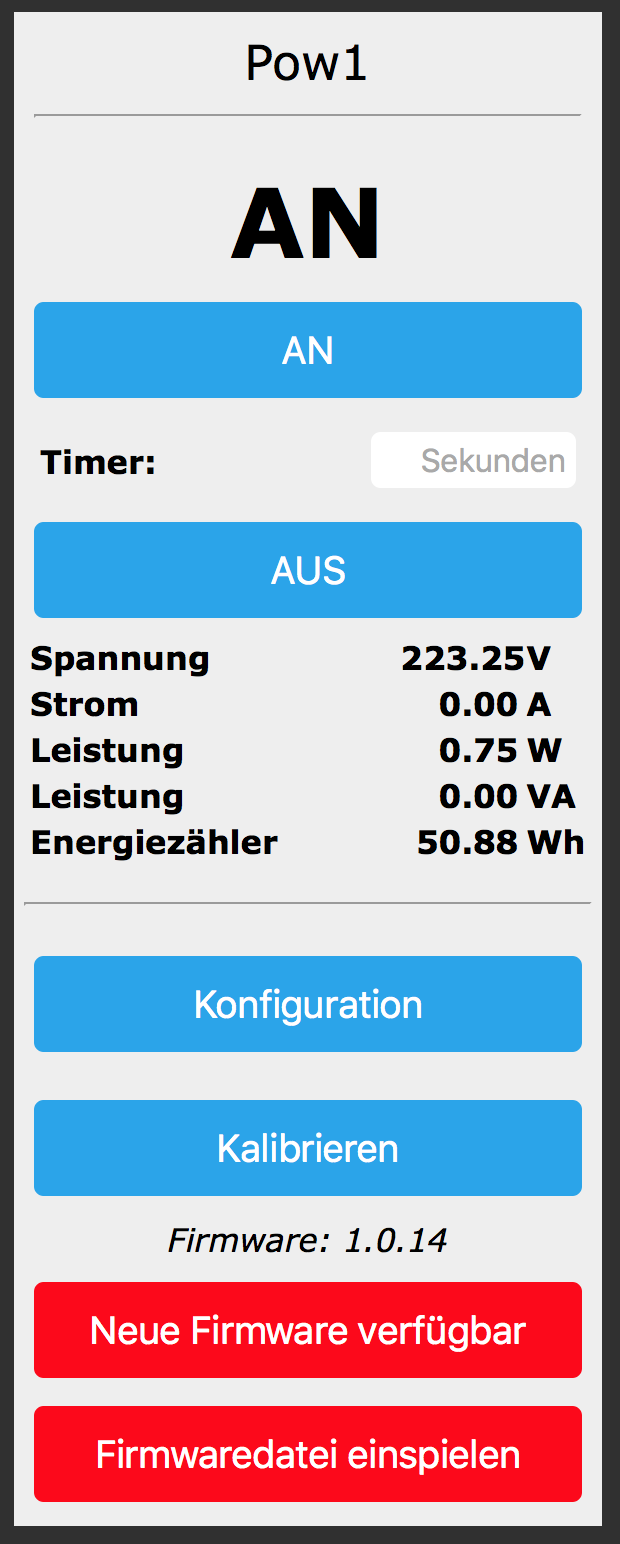 Pow1
AN
AN
Timer: Sekunden
AUS
Spannung 223.25V
Strom 0.00 A
Leistung 0.75 W
Leistung 0.00 VA
Energiezähler 50.88 Wh
Konfiguration
Kalibrieren
Firmware: 1.0.14
Neue Firmware verfügbar
Firmwaredatei einspielen